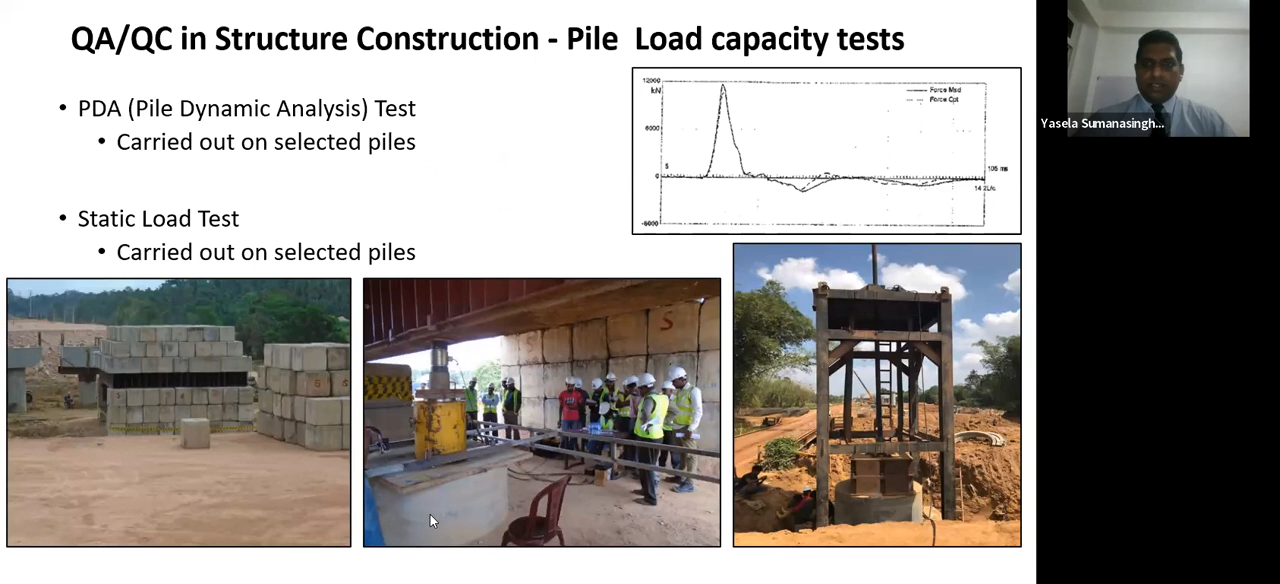 QA/QC in Structure Construction - Pile Load capacity tests
• PDA (Pile Dynamic Analysis) Test
• Carried out on selected piles
• Static Load Test
• Carried out on selected piles
12000
kN
Force Msd
Force Cpt
6000
5
0
105 ms
-6000
Yasela Sumanasingh...
S
6